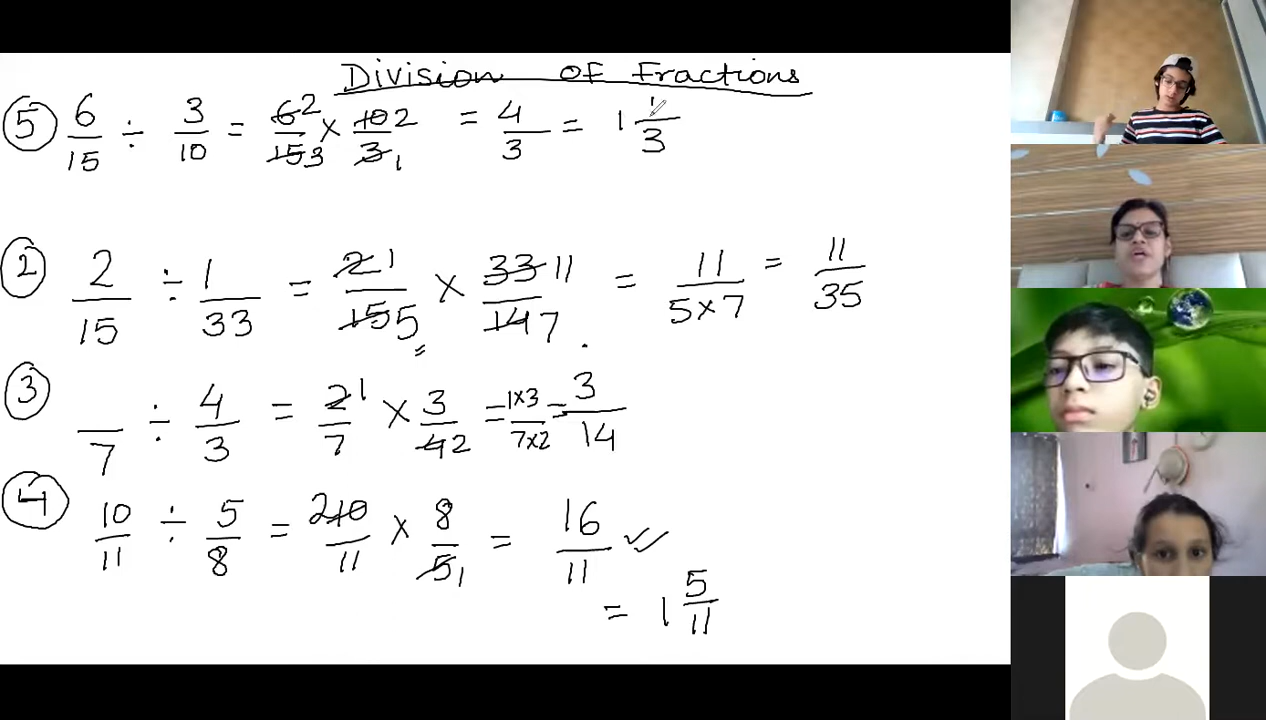 Division of Fractions
⑤ 6/15 ÷ 3/10 = 6 2/15 3 × 10 2/3 1 = 4/3 = 1 1/3
② 2/15 ÷ 1/33 = 2 1/15 5 × 33 11/14 7 = 11/5×7 = 11/35
③ /7 ÷ 4/3 = 2 1/7 × 3/4 2 = 1×3/7×2 = 3/14
④ 10/11 ÷ 5/8 = 2 10/11 × 8/5 1 = 16/11
= 1 5/11